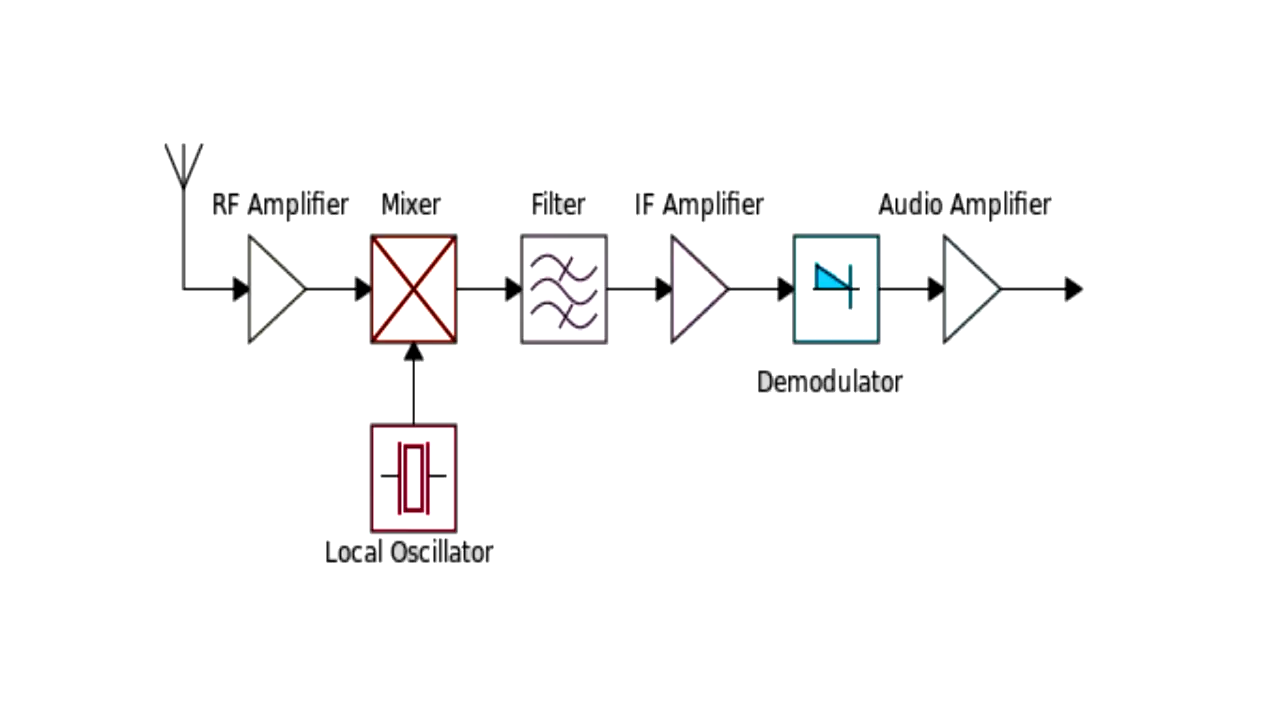 RF Amplifier
Mixer
Filter
IF Amplifier
Audio Amplifier
Demodulator
Local Oscillator